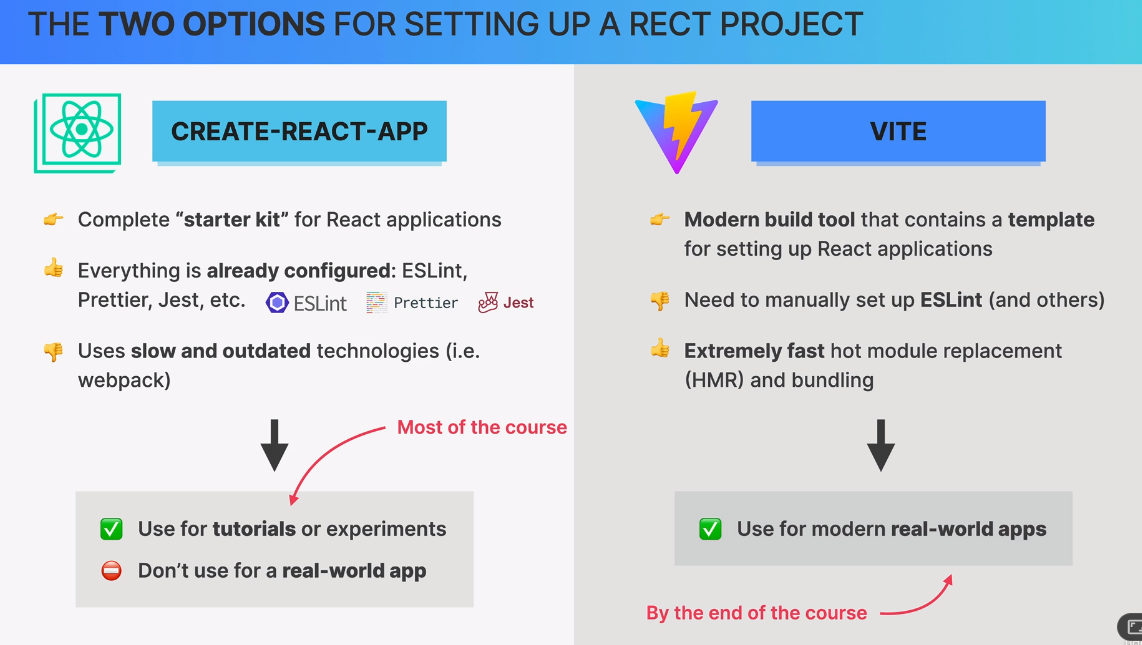 THE TWO OPTIONS FOR SETTING UP A RECT PROJECT
CREATE-REACT-APP
Complete “starter kit” for React applications
Everything is already configured: ESLint,
Prettier, Jest, etc.
ESLint
Prettier
Jest
Uses slow and outdated technologies (i.e.
webpack)
Most of the course
Use for tutorials or experiments
Don’t use for a real-world app
VITE
Modern build tool that contains a template
for setting up React applications
Need to manually set up ESLint (and others)
Extremely fast hot module replacement
(HMR) and bundling
Use for modern real-world apps
By the end of the course